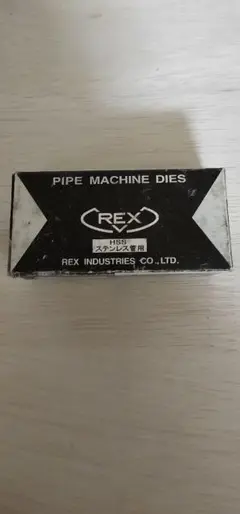 PIPE MACHINE DIES
REX
HSS
ステンレス管用
REX INDUSTRIES CO.,LTD.